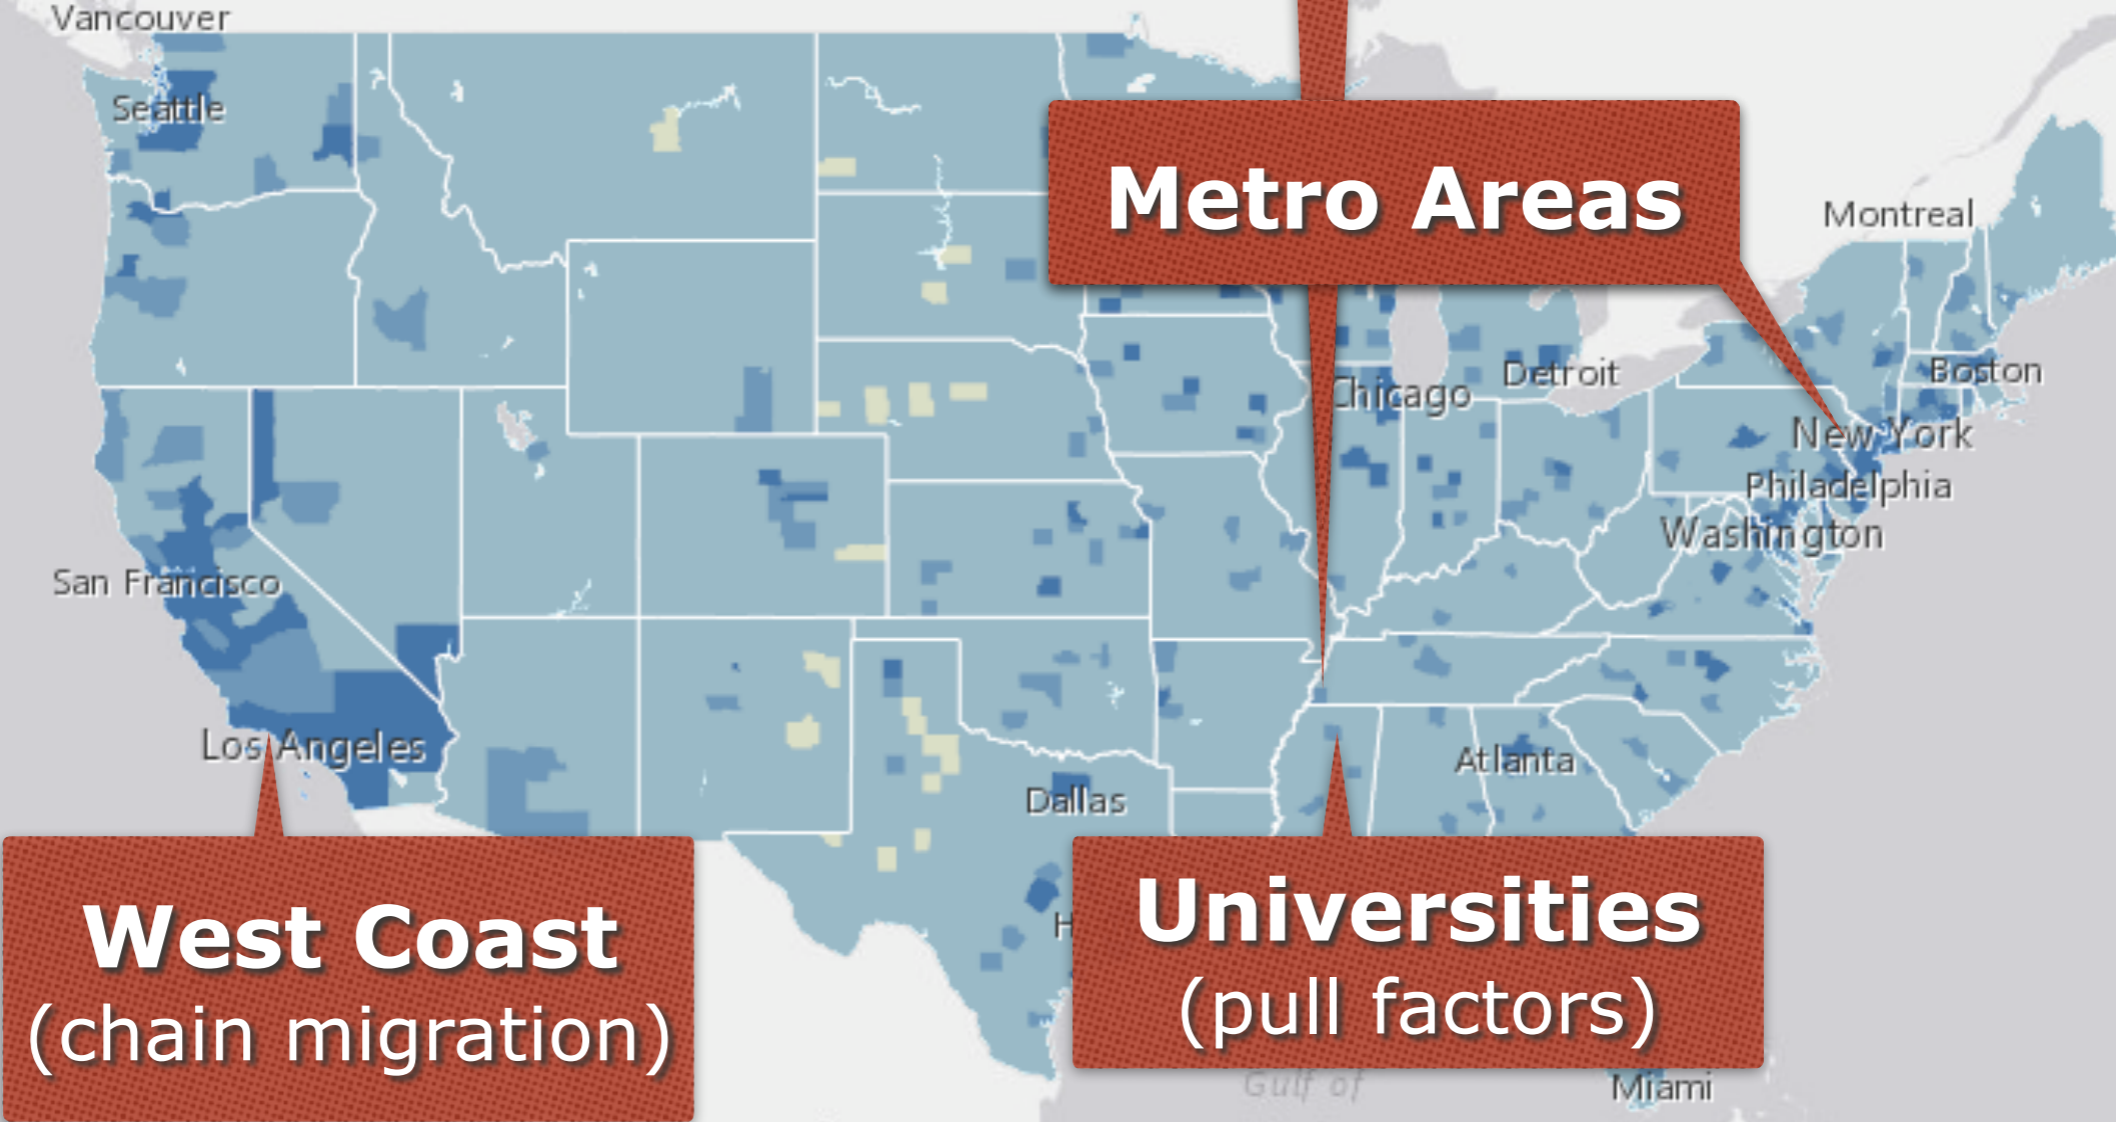 Vancouver
Seattle
Metro Areas
Montreal
Chicago
Detroit
Boston
New York
Philadelphia
Washington
San Francisco
Los Angeles
Atlanta
Dallas
H
West Coast
(chain migration)
Universities
(pull factors)
Gulf of
Miami